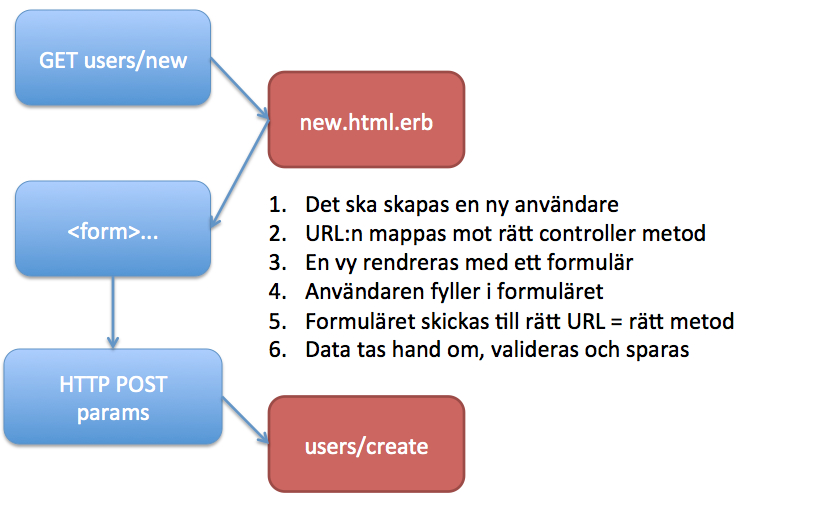 GET users/new
new.html.erb
<form>...
1. Det ska skapas en ny användare
2. URL:n mappas mot rätt controller metod
3. En vy rendreras med ett formulär
4. Användaren fyller i formuläret
5. Formuläret skickas till rätt URL = rätt metod
6. Data tas hand om, valideras och sparas
HTTP POST
params
users/create